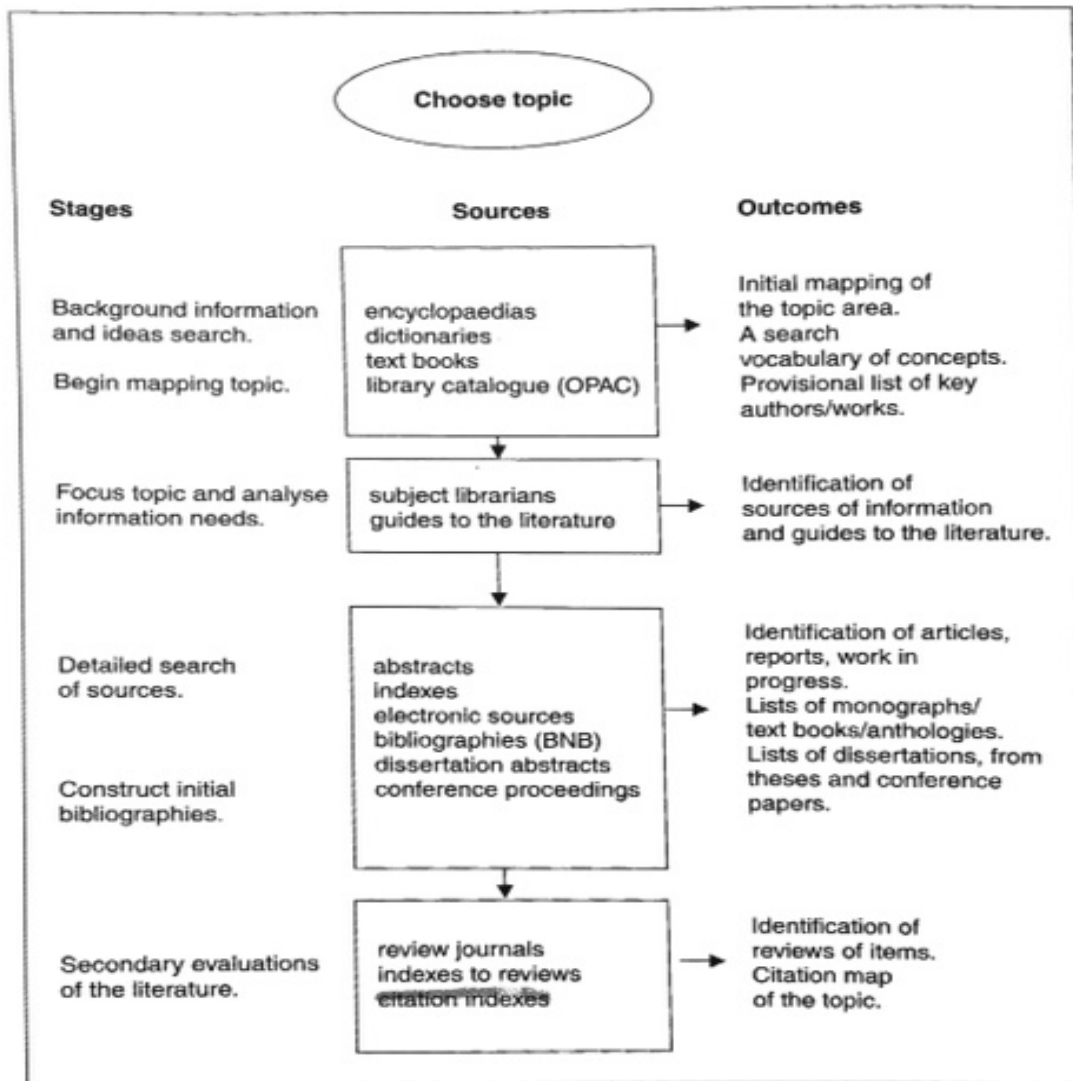 Choose topic
Stages
Sources
Outcomes
Background information
and ideas search.
Begin mapping topic.
encyclopaedias
dictionaries
text books
library catalogue (OPAC)
Initial mapping of
the topic area.
A search
vocabulary of concepts.
Provisional list of key
authors/works.
Focus topic and analyse
information needs.
subject librarians
guides to the literature
Identification of
sources of information
and guides to the literature.
Detailed search
of sources.
Construct initial
bibliographies.
abstracts
indexes
electronic sources
bibliographies (BNB)
dissertation abstracts
conference proceedings
Identification of articles,
reports, work in
progress.
Lists of monographs/
text books/anthologies.
Lists of dissertations, from
theses and conference
papers.
Secondary evaluations
of the literature.
review journals
indexes to reviews
citation indexes
Identification of
reviews of items.
Citation map
of the topic.